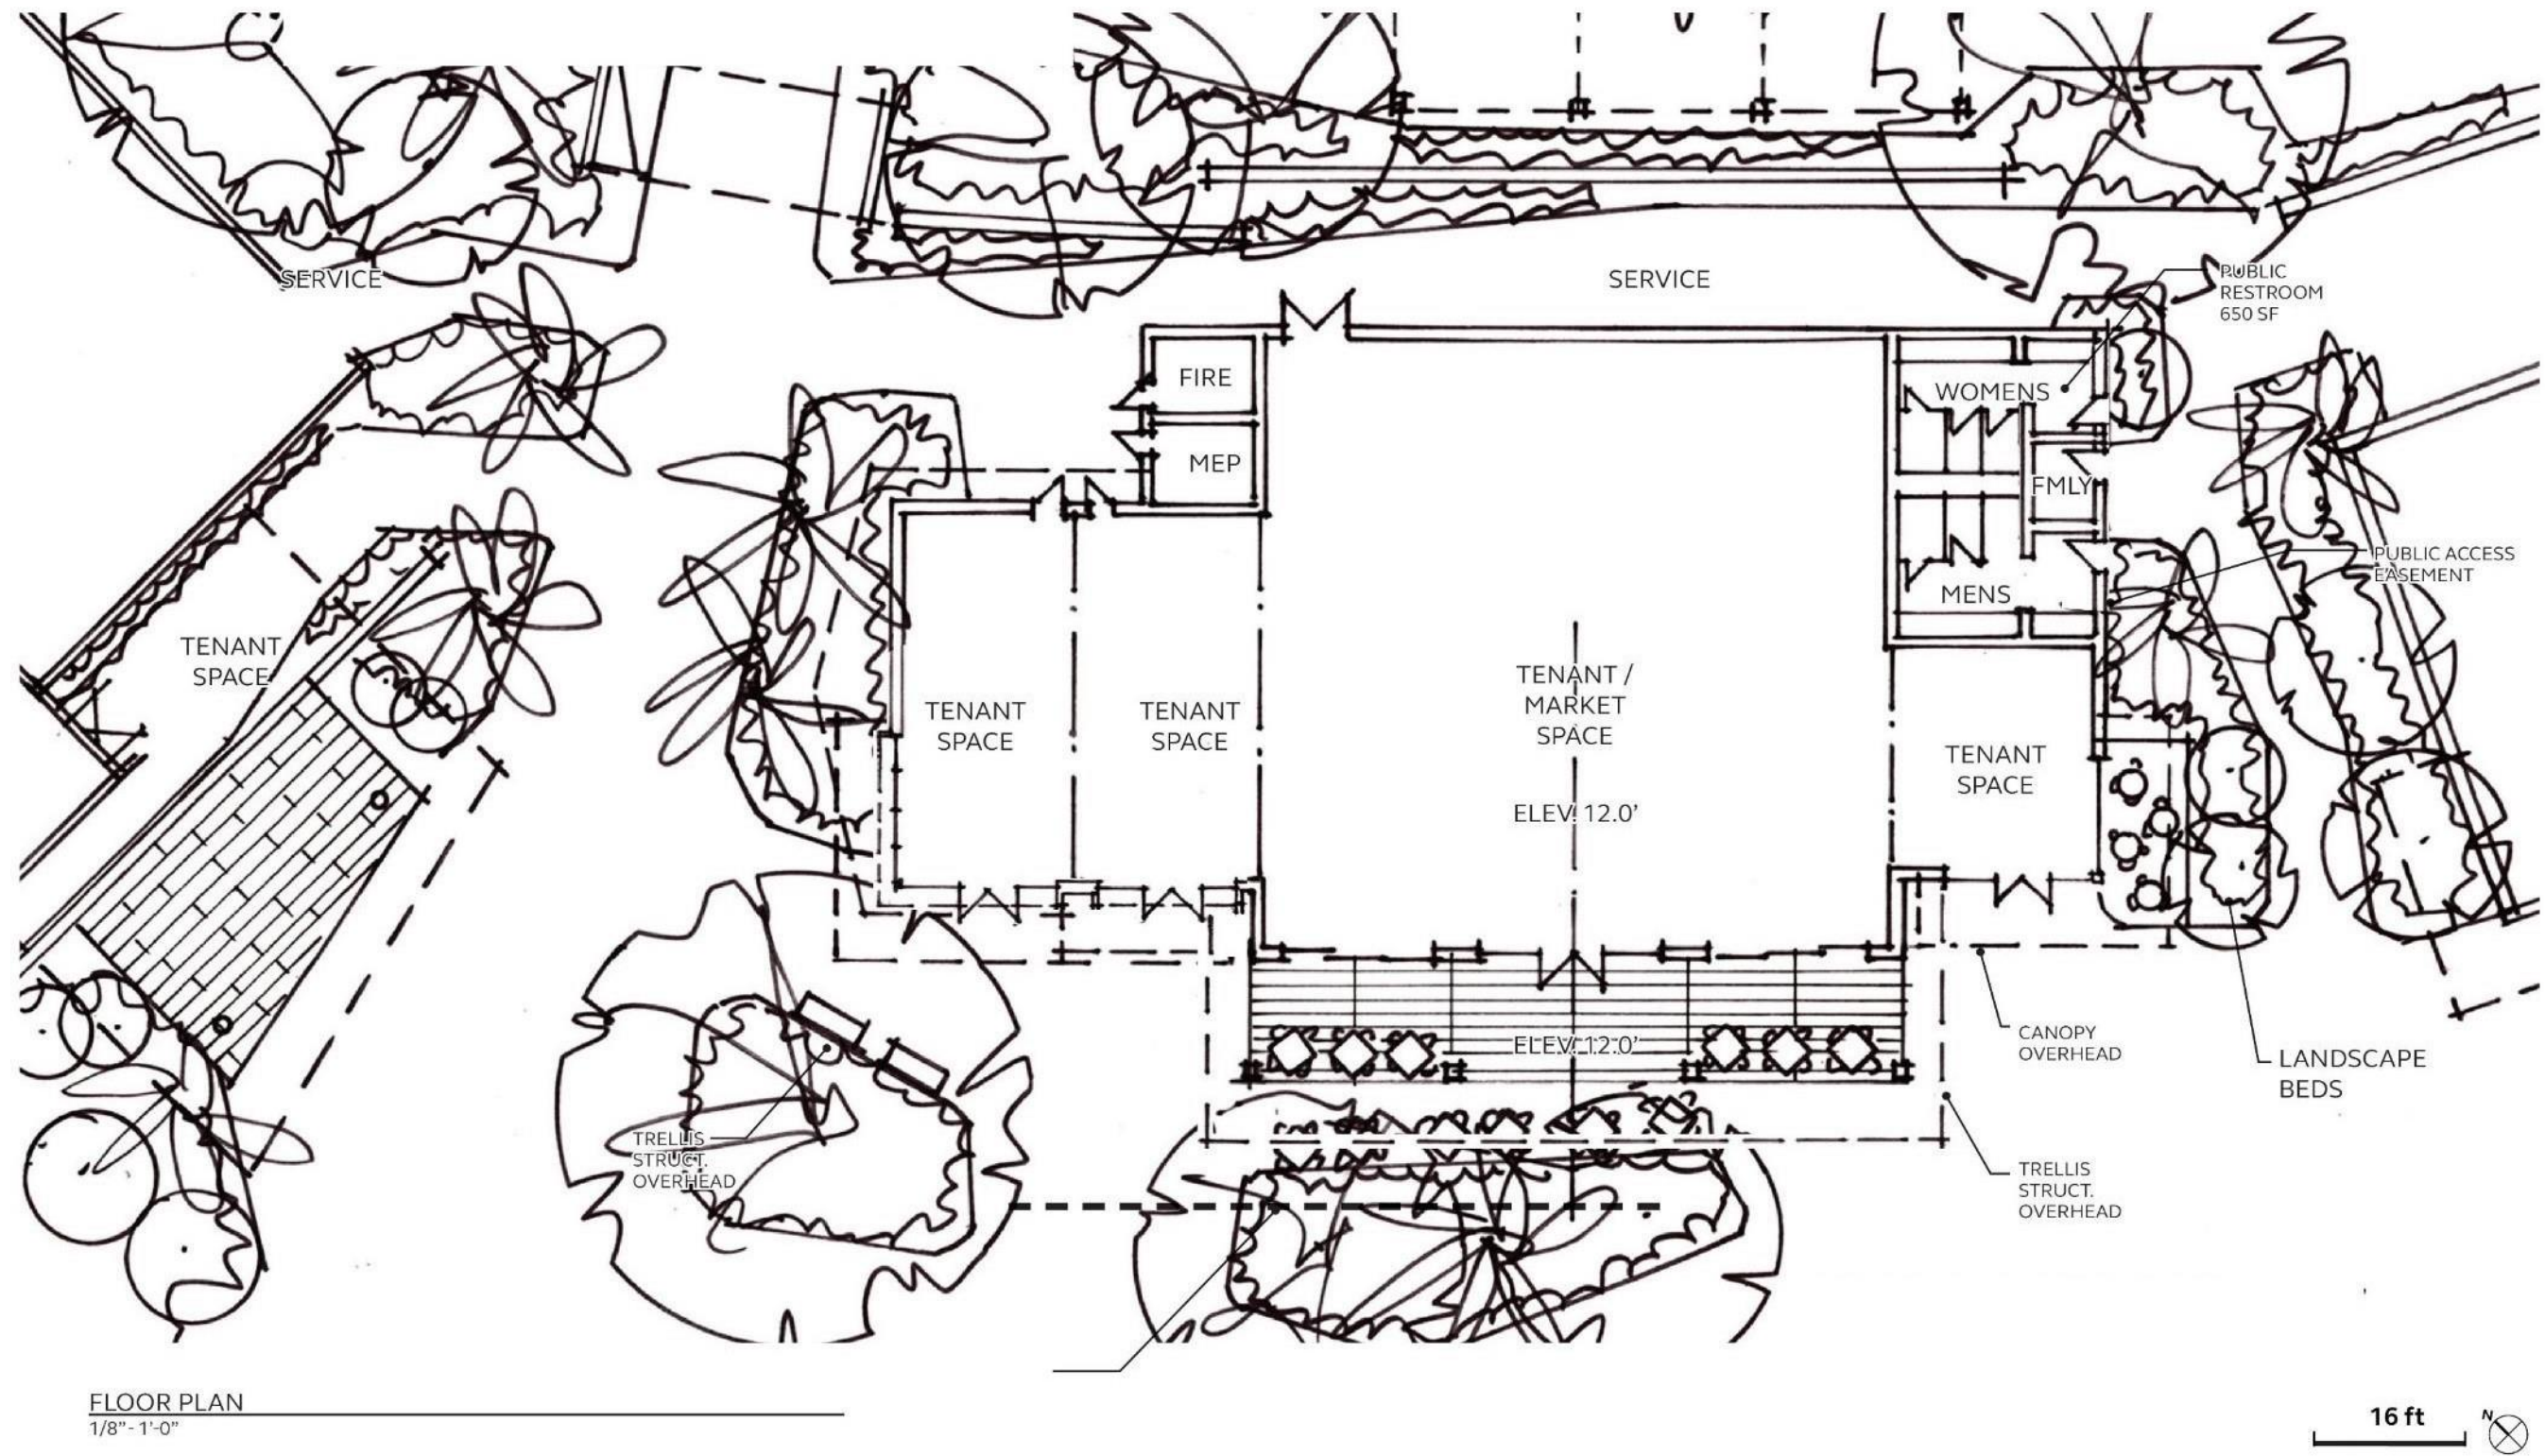 SERVICE
SERVICE
PUBLIC
RESTROOM
650 SF
FIRE
WOMENS
MEP
FMLY
PUBLIC ACCESS
EASEMENT
MENS
TENANT
SPACE
TENANT
SPACE
TENANT
SPACE
TENANT /
MARKET
SPACE
TENANT
SPACE
ELEV. 12.0'
ELEV. 12.0'
CANOPY
OVERHEAD
LANDSCAPE
BEDS
TRELLIS
STRUCT.
OVERHEAD
TRELLIS
STRUCT.
OVERHEAD
FLOOR PLAN
1/8"- 1'-0"
16 ft
N